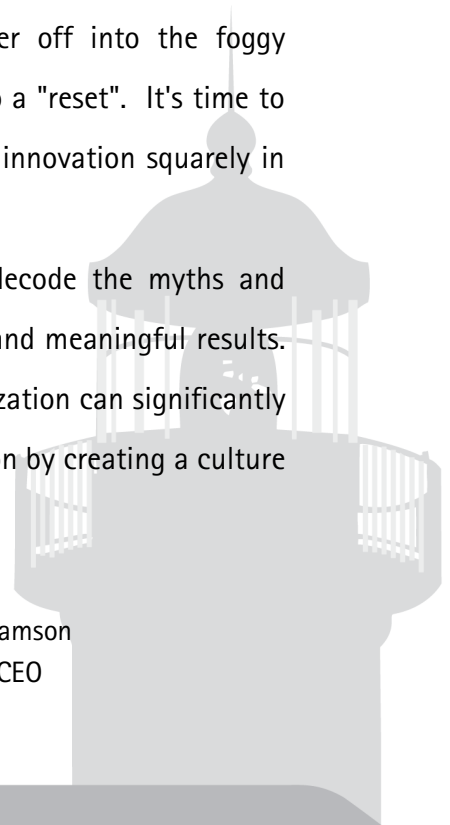 er off into the foggy
a "reset". It's time to
innovation squarely in
decode the myths and
and meaningful results.
zation can significantly
on by creating a culture
amson
CEO